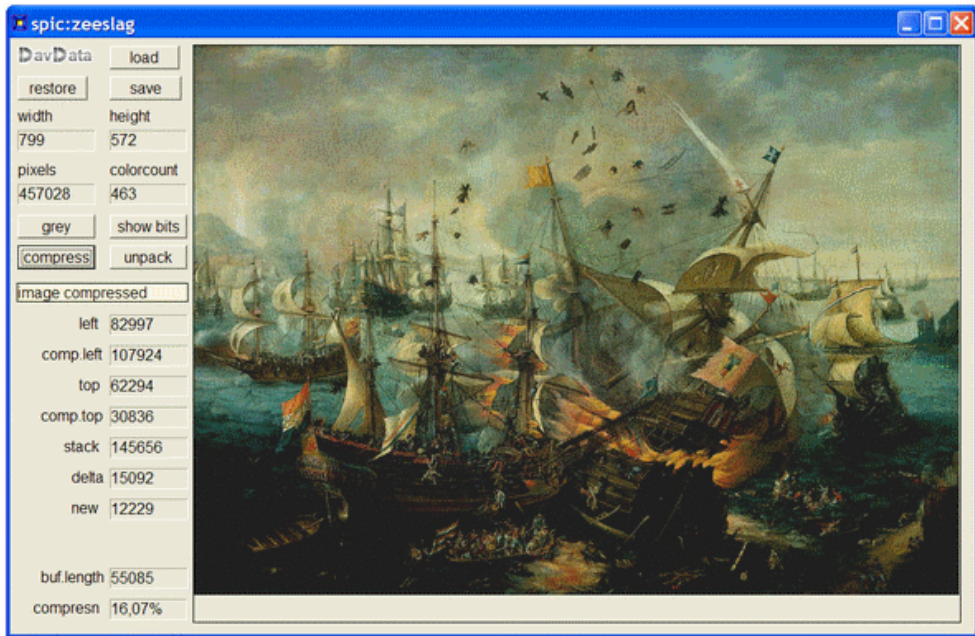 spic:zeeslag
DavData load
restore save
width height
799 572
pixels colorcount
457028 463
grey show bits
compress unpack
image compressed
left 82997
comp.left 107924
top 62294
comp.top 30836
stack 145656
delta 15092
new 12229
buf.length 55085
compresn 16,07%